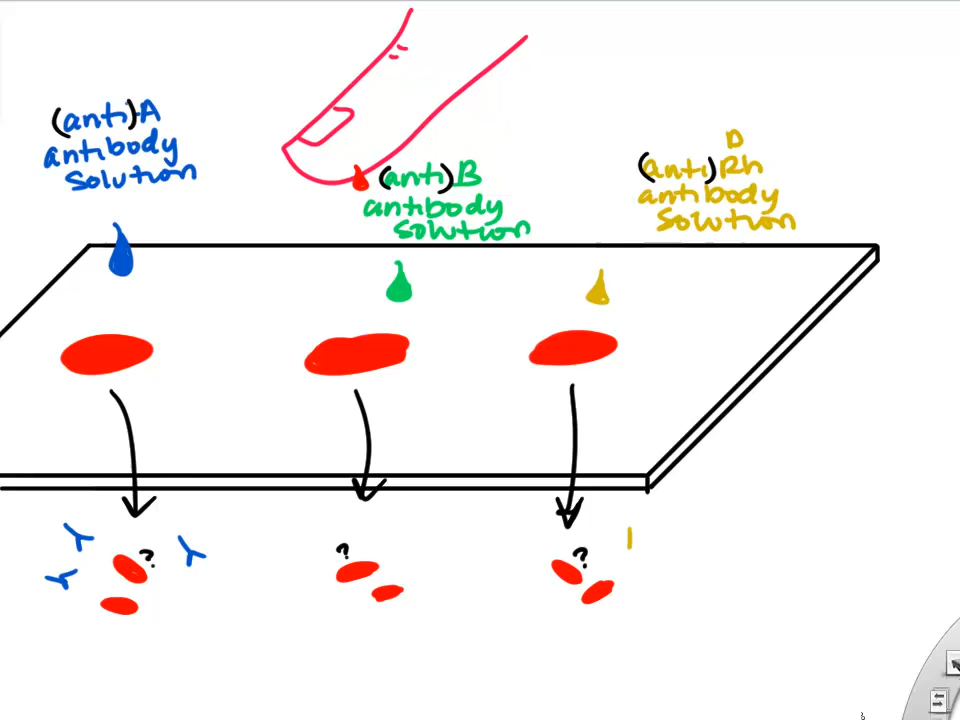 (anti)A
antibody
solution
(anti)B
antibody
solution
D
(anti)Rh
antibody
solution
?
?
?